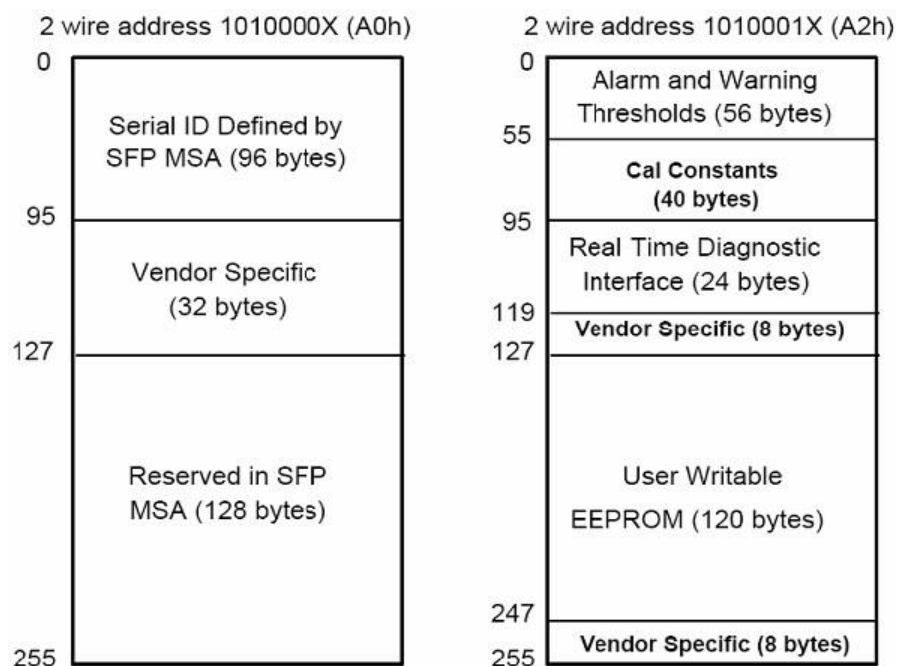 2 wire address 1010000X (A0h)
0
Serial ID Defined by
SFP MSA (96 bytes)
95
Vendor Specific
(32 bytes)
127
Reserved in SFP
MSA (128 bytes)
255
2 wire address 1010001X (A2h)
0
Alarm and Warning
Thresholds (56 bytes)
55
Cal Constants
(40 bytes)
95
Real Time Diagnostic
Interface (24 bytes)
119
Vendor Specific (8 bytes)
127
User Writable
EEPROM (120 bytes)
247
Vendor Specific (8 bytes)
255